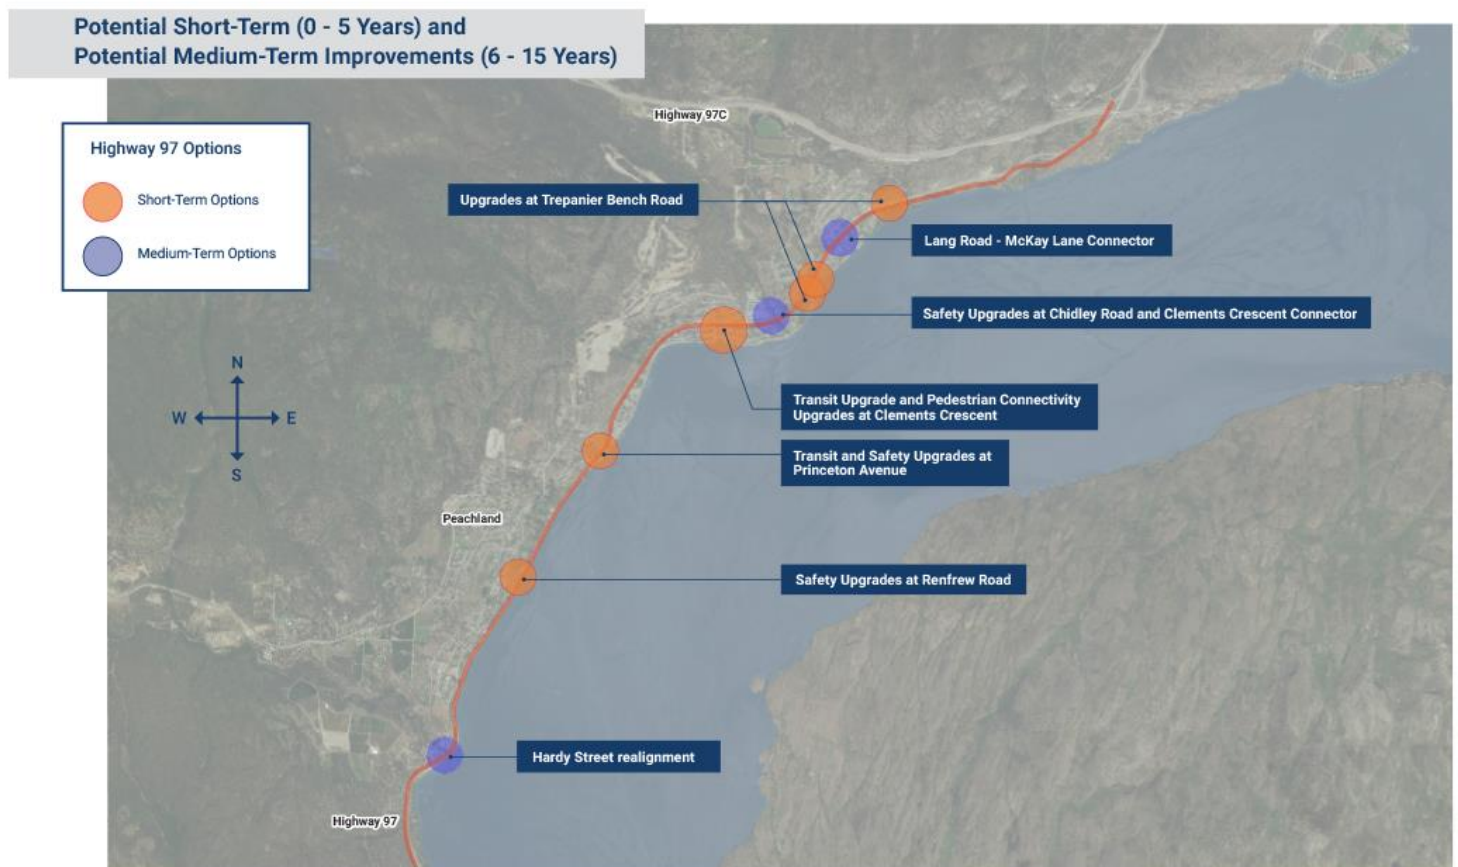 Potential Short-Term (0 - 5 Years) and
Potential Medium-Term Improvements (6 - 15 Years)
Highway 97C
Highway 97 Options
Short-Term Options
Medium-Term Options
Upgrades at Trepanier Bench Road
Lang Road - McKay Lane Connector
Safety Upgrades at Chidley Road and Clements Crescent Connector
N
W
E
S
Transit Upgrade and Pedestrian Connectivity
Upgrades at Clements Crescent
Transit and Safety Upgrades at
Princeton Avenue
Peachland
Safety Upgrades at Renfrew Road
Hardy Street realignment
Highway 97